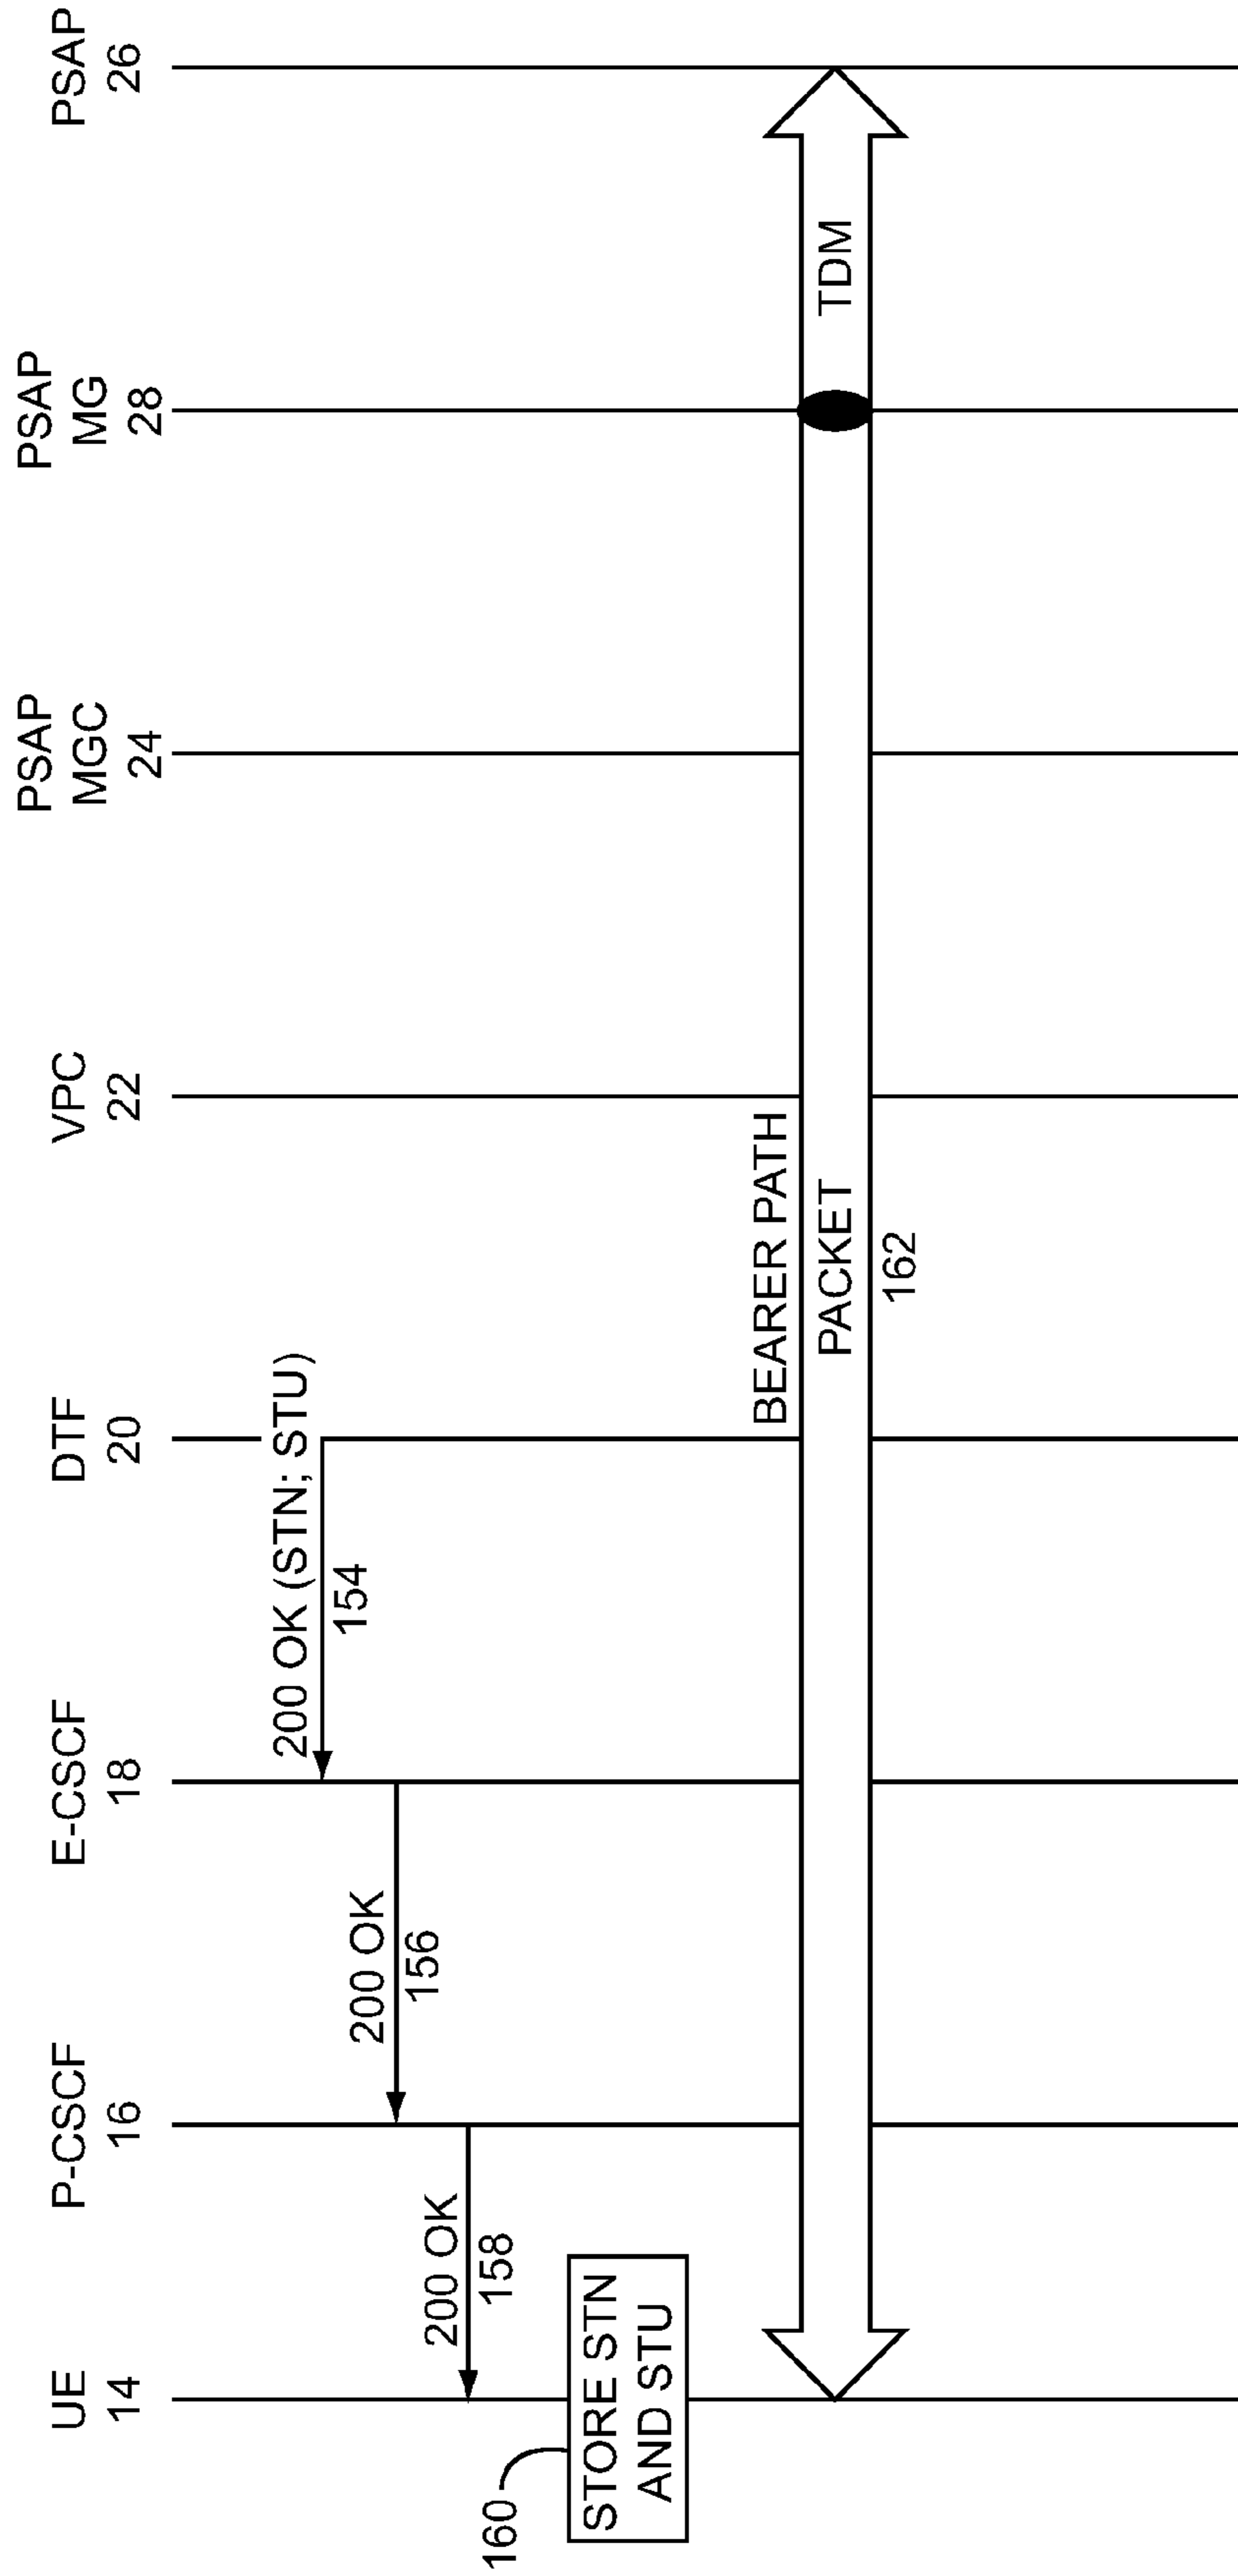 UE
14
P-CSCF
16
E-CSCF
18
DTF
20
VPC
22
PSAP
MGC
24
PSAP
MG
28
PSAP
26
200 OK (STN; STU)
154
200 OK
156
200 OK
158
160
STORE STN
AND STU
BEARER PATH
PACKET
TDM
162